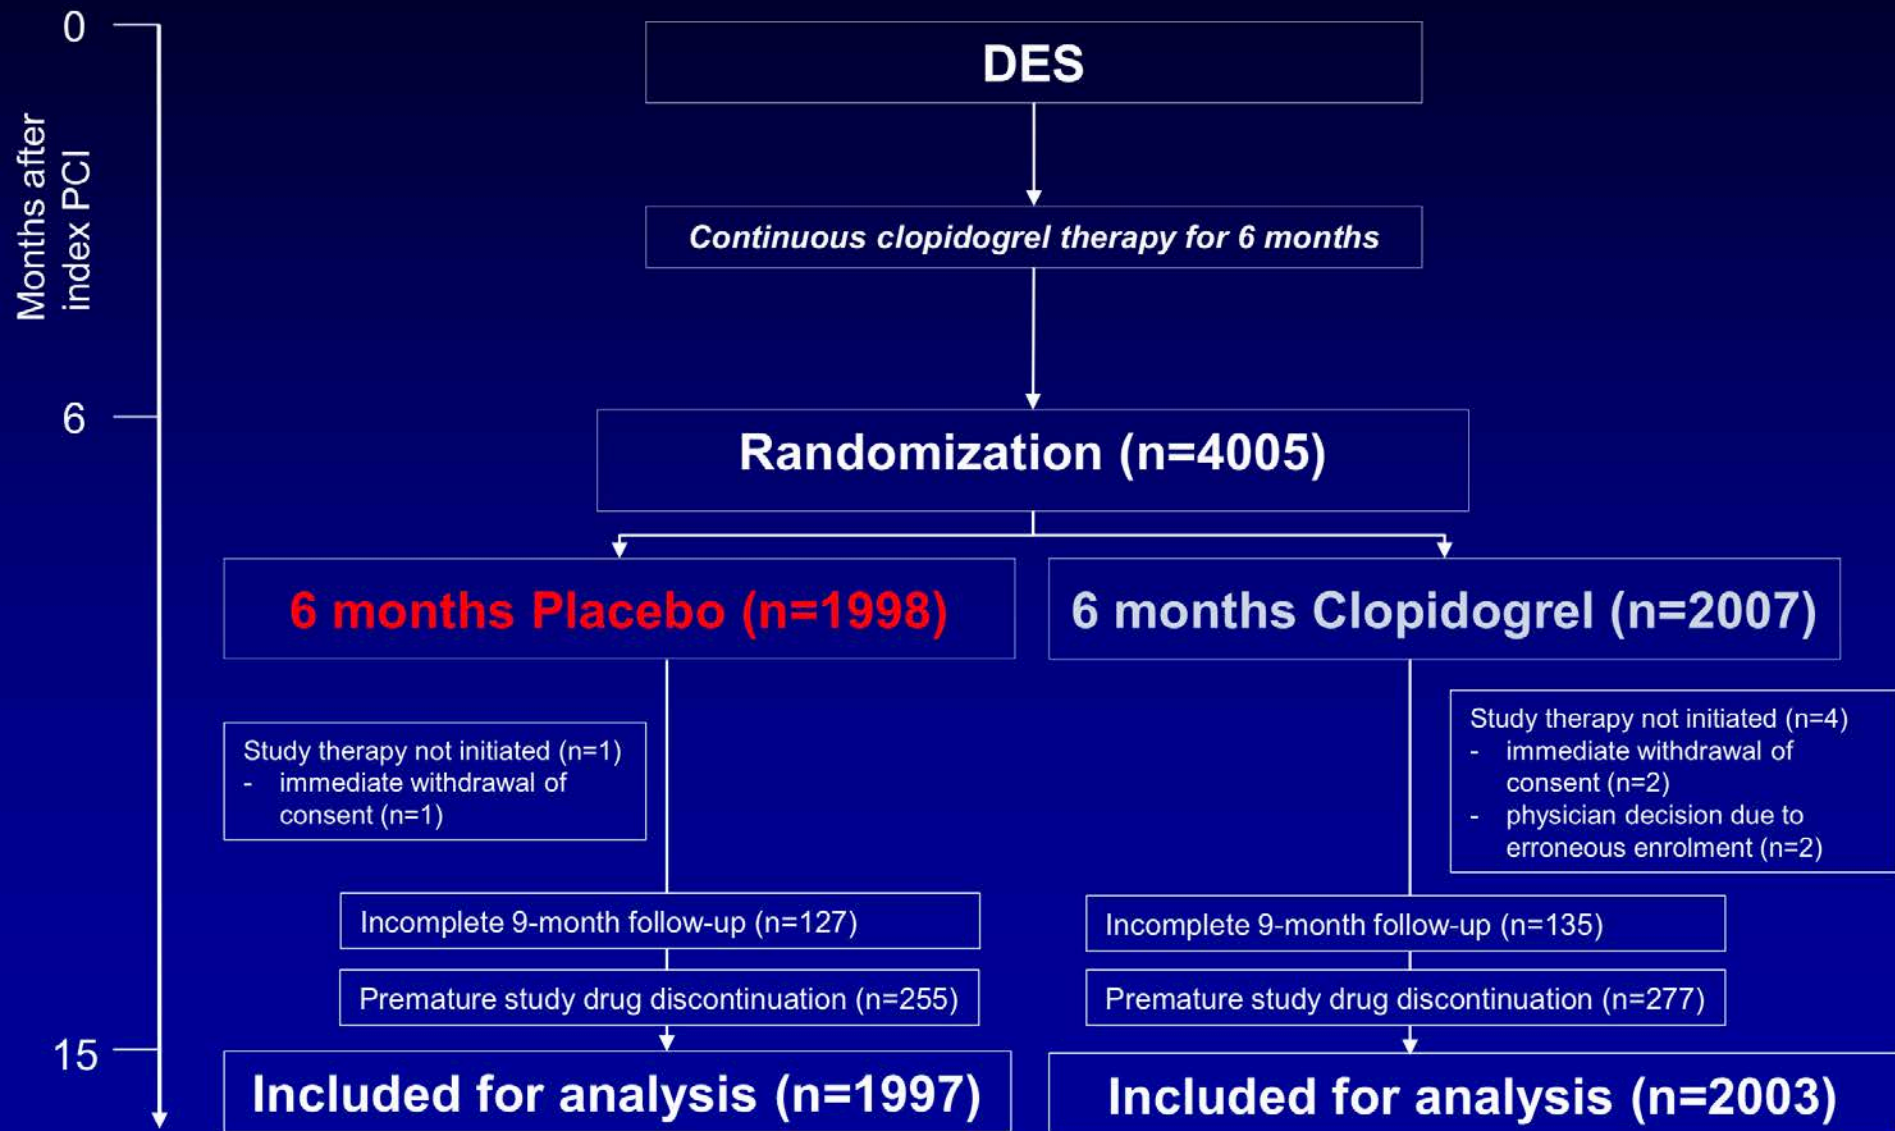 0
Months after
index PCI
DES
Continuous clopidogrel therapy for 6 months
6
Randomization (n=4005)
6 months Placebo (n=1998)
6 months Clopidogrel (n=2007)
Study therapy not initiated (n=1)
- immediate withdrawal of
consent (n=1)
Study therapy not initiated (n=4)
- immediate withdrawal of
consent (n=2)
- physician decision due to
erroneous enrolment (n=2)
Incomplete 9-month follow-up (n=127)
Incomplete 9-month follow-up (n=135)
Premature study drug discontinuation (n=255)
Premature study drug discontinuation (n=277)
15
Included for analysis (n=1997)
Included for analysis (n=2003)